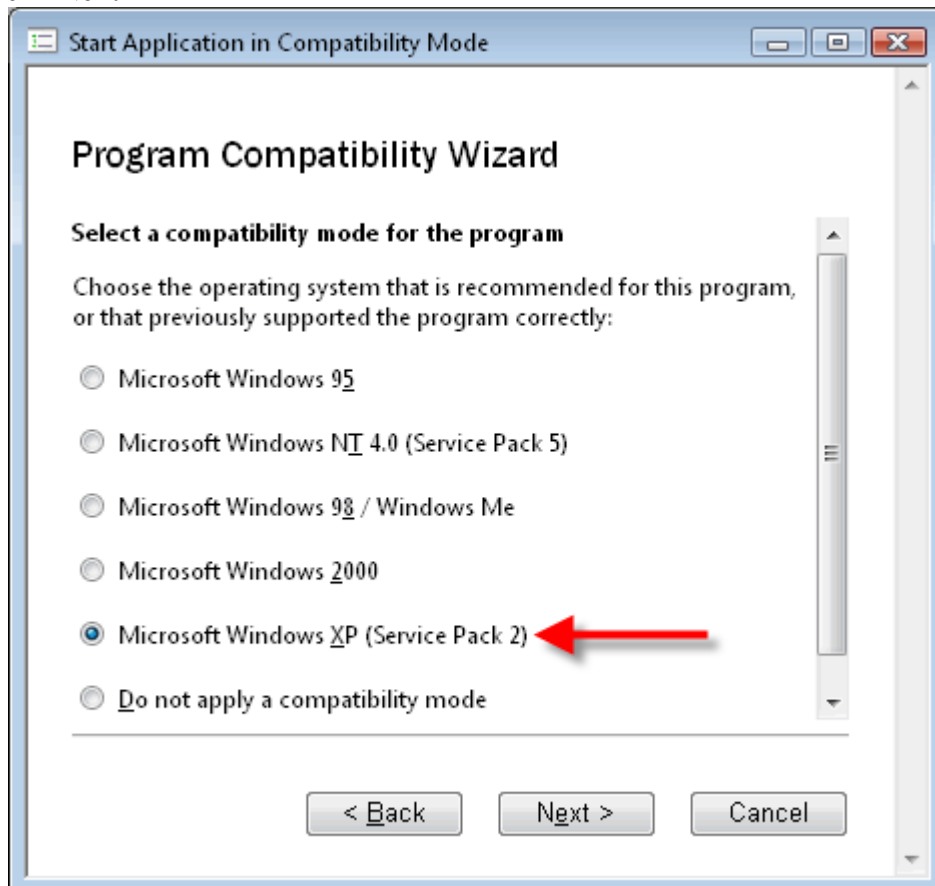 Start Application in Compatibility Mode
Program Compatibility Wizard
Select a compatibility mode for the program
Choose the operating system that is recommended for this program,
or that previously supported the program correctly:
Microsoft Windows 95
Microsoft Windows NT 4.0 (Service Pack 5)
Microsoft Windows 98 / Windows Me
Microsoft Windows 2000
Microsoft Windows XP (Service Pack 2)
Do not apply a compatibility mode
< Back Next > Cancel